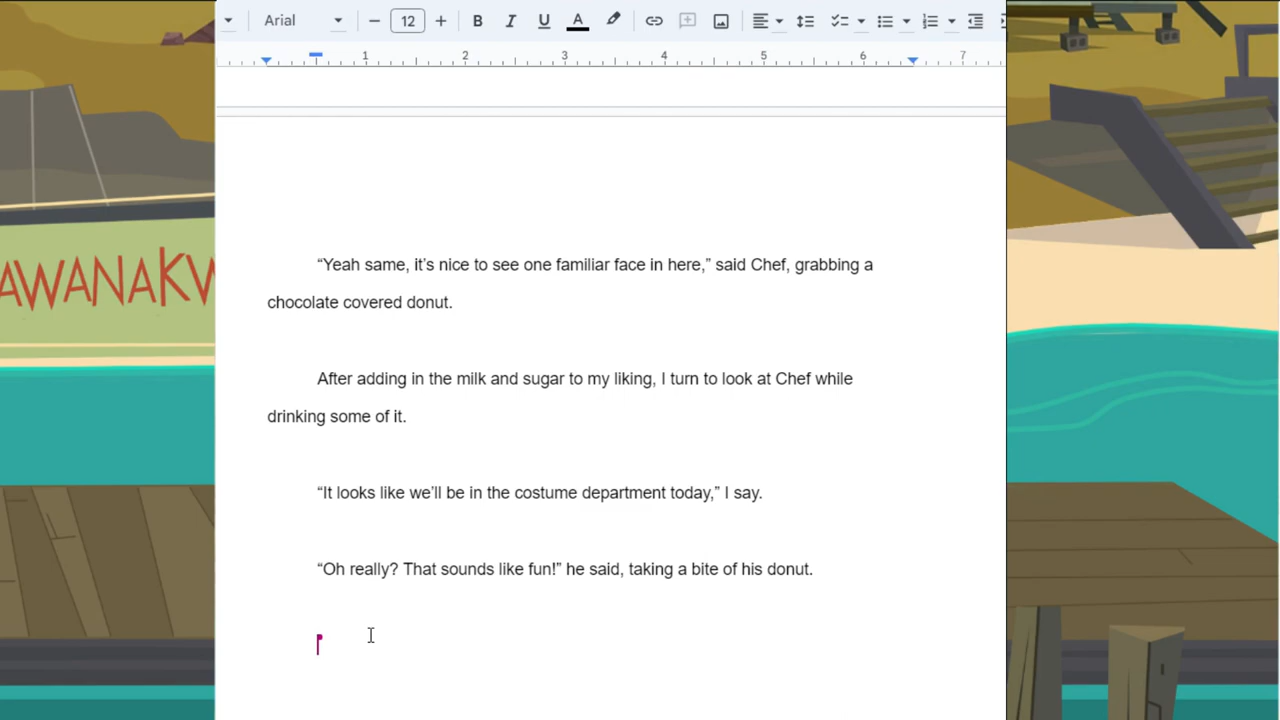 Arial
12
B I U A
1 2 3 4 5 6 7
“Yeah same, it’s nice to see one familiar face in here,” said Chef, grabbing a
chocolate covered donut.
After adding in the milk and sugar to my liking, I turn to look at Chef while
drinking some of it.
“It looks like we’ll be in the costume department today,” I say.
“Oh really? That sounds like fun!” he said, taking a bite of his donut.
AWANAKW